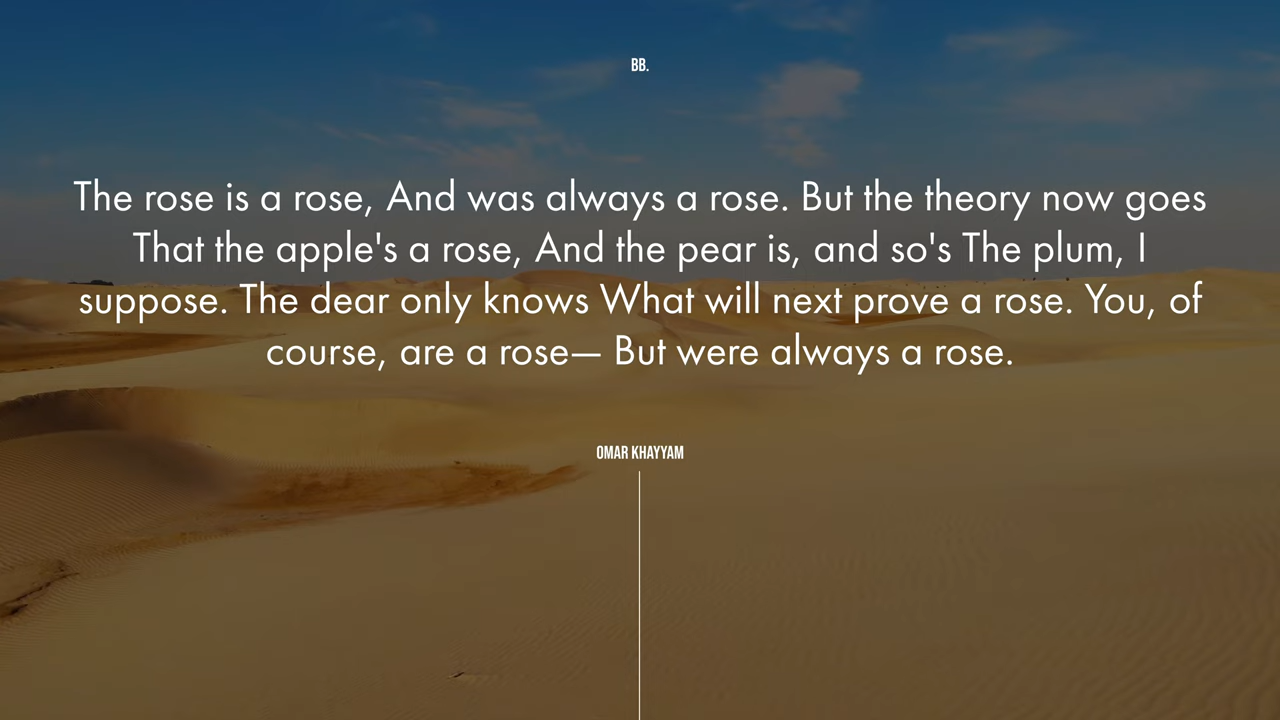 BB.
The rose is a rose, And was always a rose. But the theory now goes
That the apple's a rose, And the pear is, and so's The plum, I
suppose. The dear only knows What will next prove a rose. You, of
course, are a rose— But were always a rose.
OMAR KHAYYAM